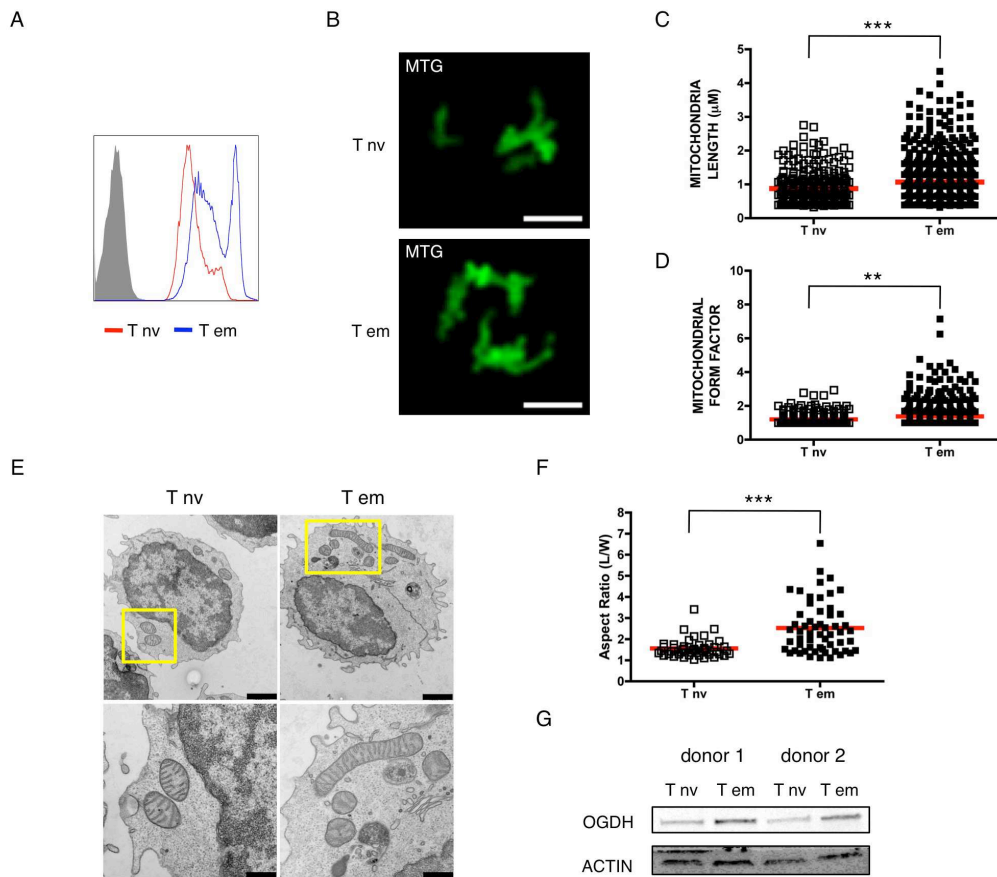 A
T nv T em
B
MTG
T nv
MTG
T em
C
***
MITOCHONDRIA
LENGTH (μM)
5
4
3
2
1
0
T nv T em
D
**
MITOCHONDRIAL
FORM FACTOR
10
8
6
4
2
0
T nv T em
E
T nv T em
F
***
Aspect Ratio (L/W)
8
7
6
5
4
3
2
1
0
T nv T em
G
donor 1 donor 2
T nv T em T nv T em
OGDH
ACTIN